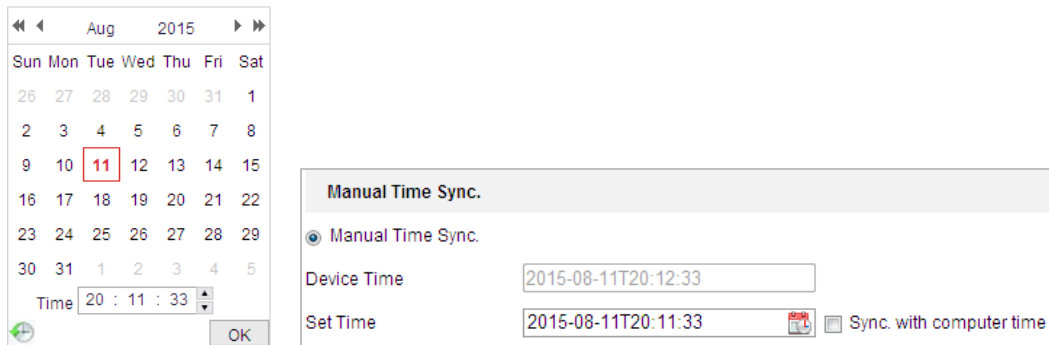 Aug 2015
Sun Mon Tue Wed Thu Fri Sat
26 27 28 29 30 31 1
2 3 4 5 6 7 8
9 10 11 12 13 14 15
16 17 18 19 20 21 22
23 24 25 26 27 28 29
30 31 1 2 3 4 5
Time 20 : 11 : 33
OK
Manual Time Sync.
Manual Time Sync.
Device Time 2015-08-11T20:12:33
Set Time 2015-08-11T20:11:33 Sync. with computer time